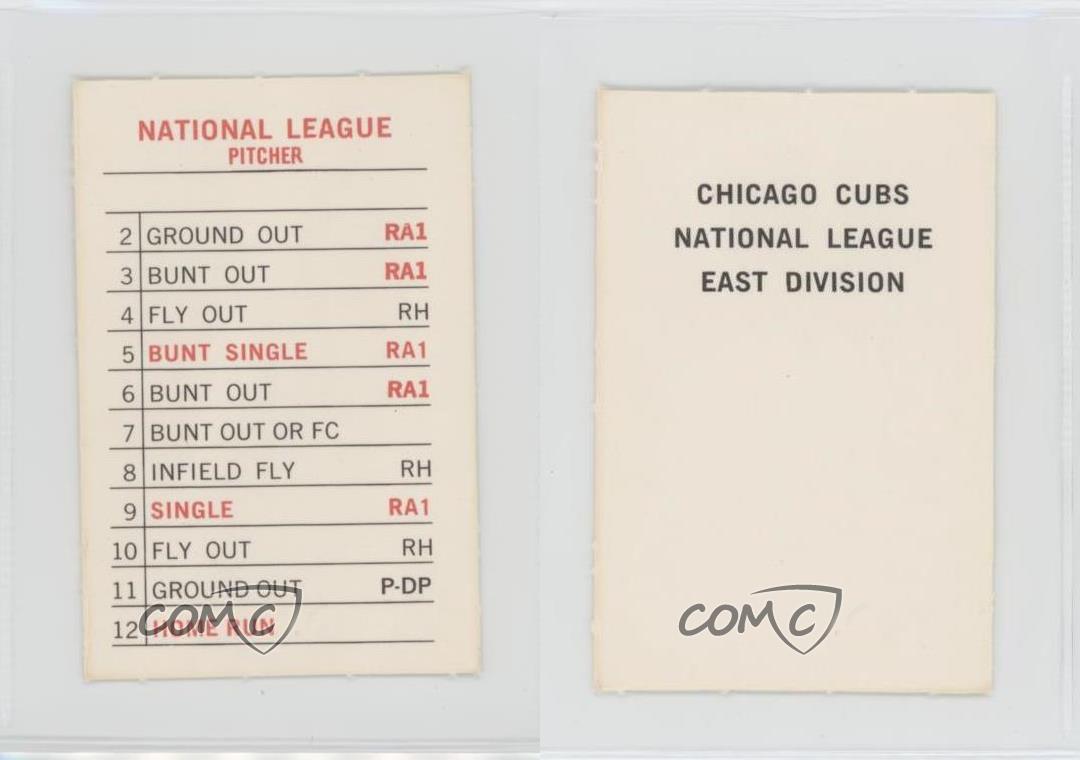 NATIONAL LEAGUE
PITCHER
2 GROUND OUT RA1
3 BUNT OUT RA1
4 FLY OUT RH
5 BUNT SINGLE RA1
6 BUNT OUT RA1
7 BUNT OUT OR FC
8 INFIELD FLY RH
9 SINGLE RA1
10 FLY OUT RH
11 GROUND OUT P-DP
12 HOME RUN
COMC
CHICAGO CUBS
NATIONAL LEAGUE
EAST DIVISION
COMC